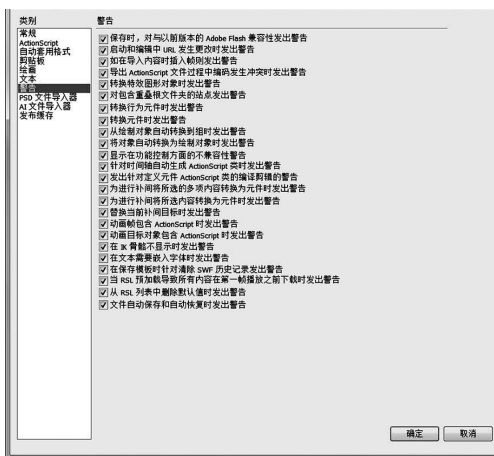 类别
常规
ActionScript
自动套用格式
剪贴板
绘画
文本
警告
PSD 文件导入器
AI 文件导入器
发布缓存
警告
保存时，对与以前版本的 Adobe Flash 兼容性发出警告
启动和编辑中 URL 发生更改时发出警告
如在导入内容时插入帧则发出警告
导出 ActionScript 文件过程中编码发生冲突时发出警告
转换特效图形对象时发出警告
对包含重叠根文件夹的站点发出警告
转换行为元件时发出警告
转换元件时发出警告
从绘制对象自动转换到组时发出警告
将对象自动转换为绘制对象时发出警告
显示在功能控制方面的不兼容性警告
针对时间轴自动生成 ActionScript 类时发出警告
发出针对定义元件 ActionScript 类的编译剪辑的警告
为进行补间将所选的多项内容转换为元件时发出警告
为进行补间将所选内容转换为元件时发出警告
替换当前补间目标时发出警告
动画帧包含 ActionScript 时发出警告
动画目标对象包含 ActionScript 时发出警告
在 IK 骨骼不显示时发出警告
在文本需要嵌入字体时发出警告
在保存模板时针对清除 SWF 历史记录发出警告
当 RSL 预加载导致所有内容在第一帧播放之前下载时发出警告
从 RSL 列表中删除默认值时发出警告
文件自动保存和自动恢复时发出警告
确定
取消